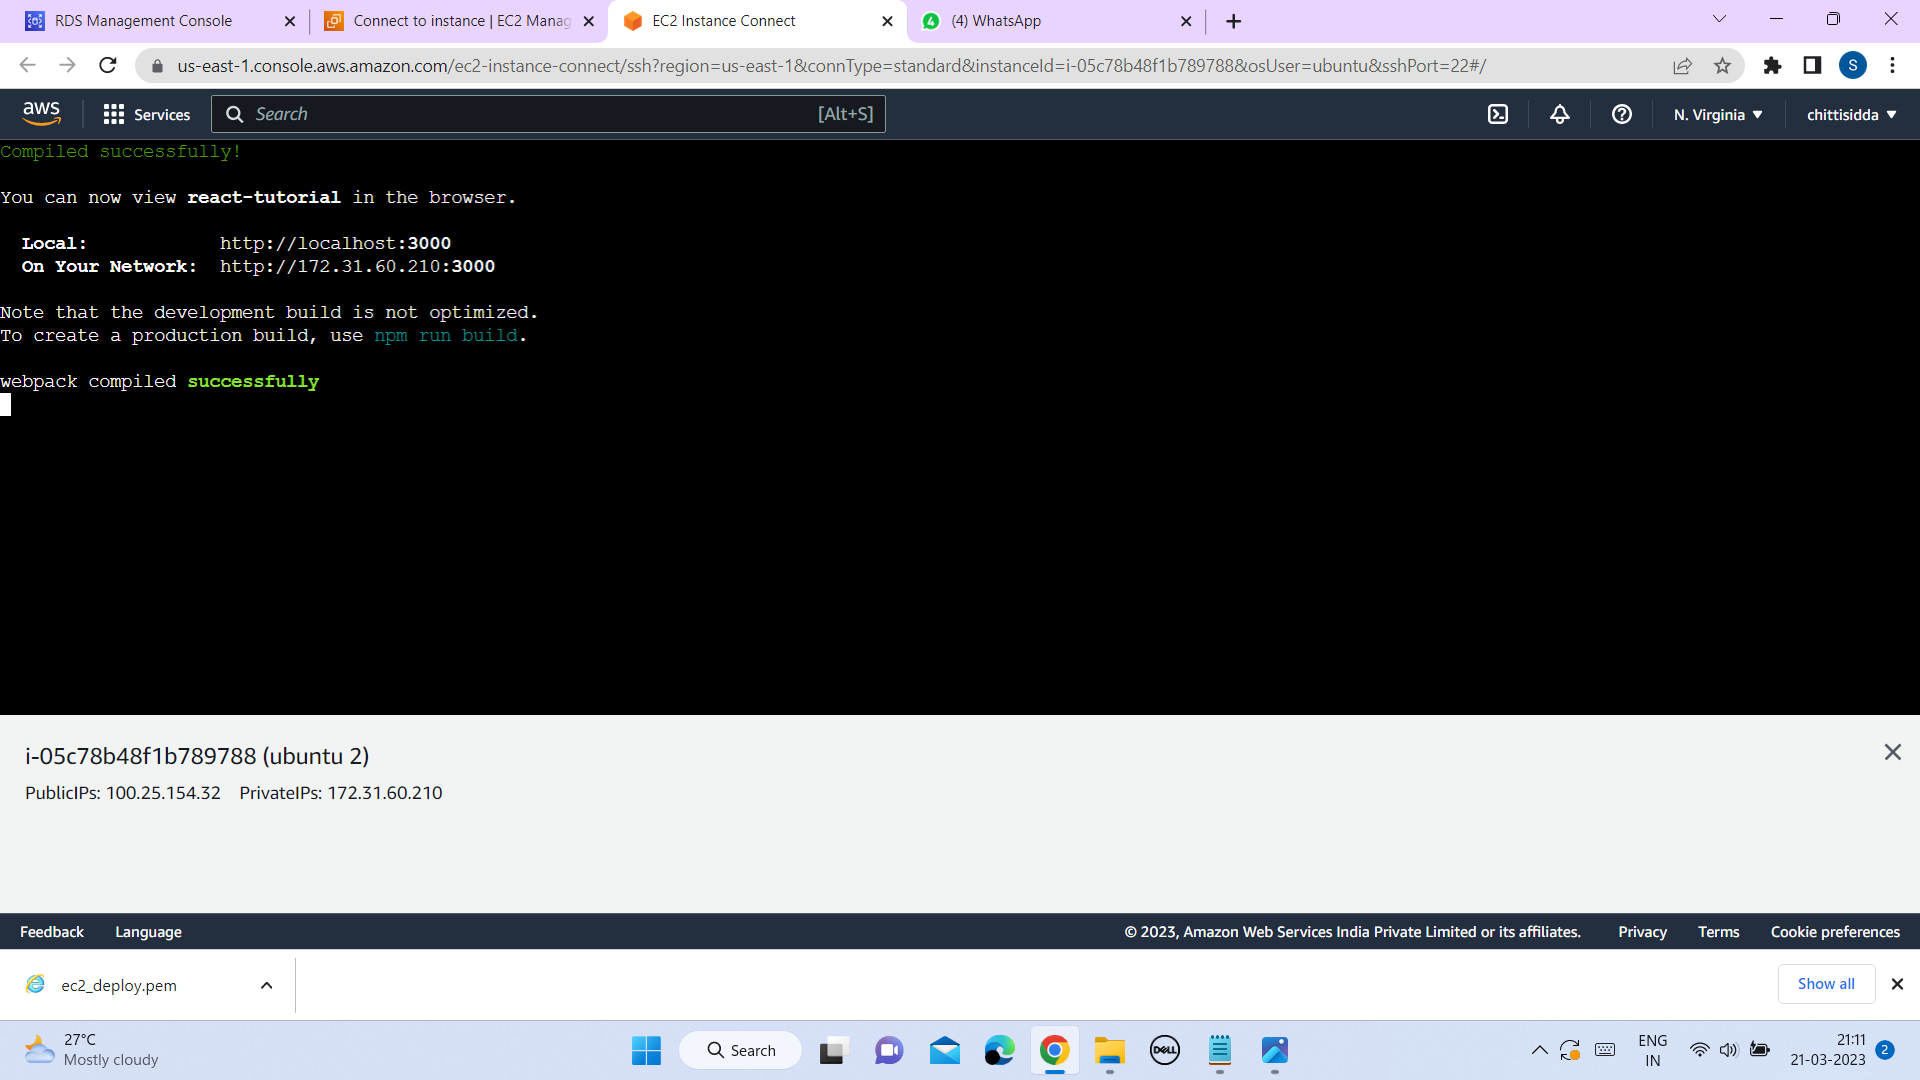 RDS Management Console
Connect to instance | EC2 Manag
EC2 Instance Connect
(4) WhatsApp
us-east-1.console.aws.amazon.com/ec2-instance-connect/ssh?region=us-east-1&connType=standard&instanceId=i-05c78b48f1b789788&osUser=ubuntu&sshPort=22#/
S
aws
Services
Search
[Alt+S]
N. Virginia
chittisidda
Compiled successfully!
You can now view react-tutorial in the browser.
Local: http://localhost:3000
On Your Network: http://172.31.60.210:3000
Note that the development build is not optimized.
To create a production build, use npm run build.
webpack compiled successfully
i-05c78b48f1b789788 (ubuntu 2)
PublicIPs: 100.25.154.32 PrivateIPs: 172.31.60.210
Feedback
Language
© 2023, Amazon Web Services India Private Limited or its affiliates.
Privacy
Terms
Cookie preferences
ec2_deploy.pem
Show all
27°C
Mostly cloudy
Search
DELL
ENG
IN
21:11
21-03-2023
2